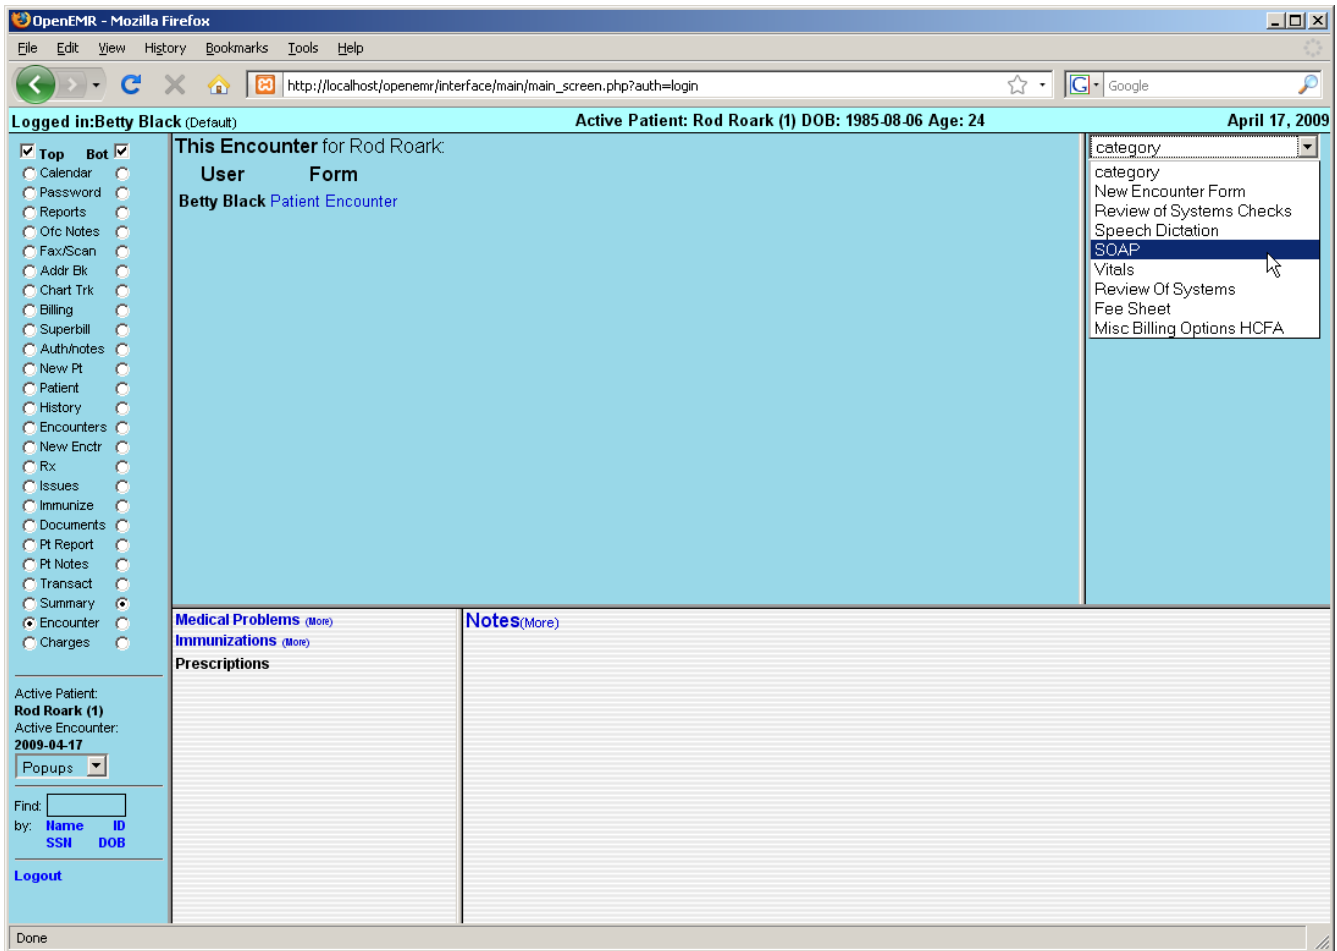 OpenEMR - Mozilla Firefox
File Edit View History Bookmarks Tools Help
http://localhost/openemr/interface/main/main_screen.php?auth=login
G Google
Logged in:Betty Black (Default) Active Patient: Rod Roark (1) DOB: 1985-08-06 Age: 24 April 17, 2009
Top Bot
Calendar
Password
Reports
Ofc Notes
Fax/Scan
Addr Bk
Chart Trk
Billing
Superbill
Auth/notes
New Pt
Patient
History
Encounters
New Enctr
Rx
Issues
Immunize
Documents
Pt Report
Pt Notes
Transact
Summary
Encounter
Charges
Active Patient:
Rod Roark (1)
Active Encounter:
2009-04-17
Popups
Find:
by: Name ID
SSN DOB
Logout
This Encounter for Rod Roark:
User Form
Betty Black Patient Encounter
category
category
New Encounter Form
Review of Systems Checks
Speech Dictation
SOAP
Vitals
Review Of Systems
Fee Sheet
Misc Billing Options HCFA
Medical Problems (More)
Immunizations (More)
Prescriptions
Notes(More)
Done